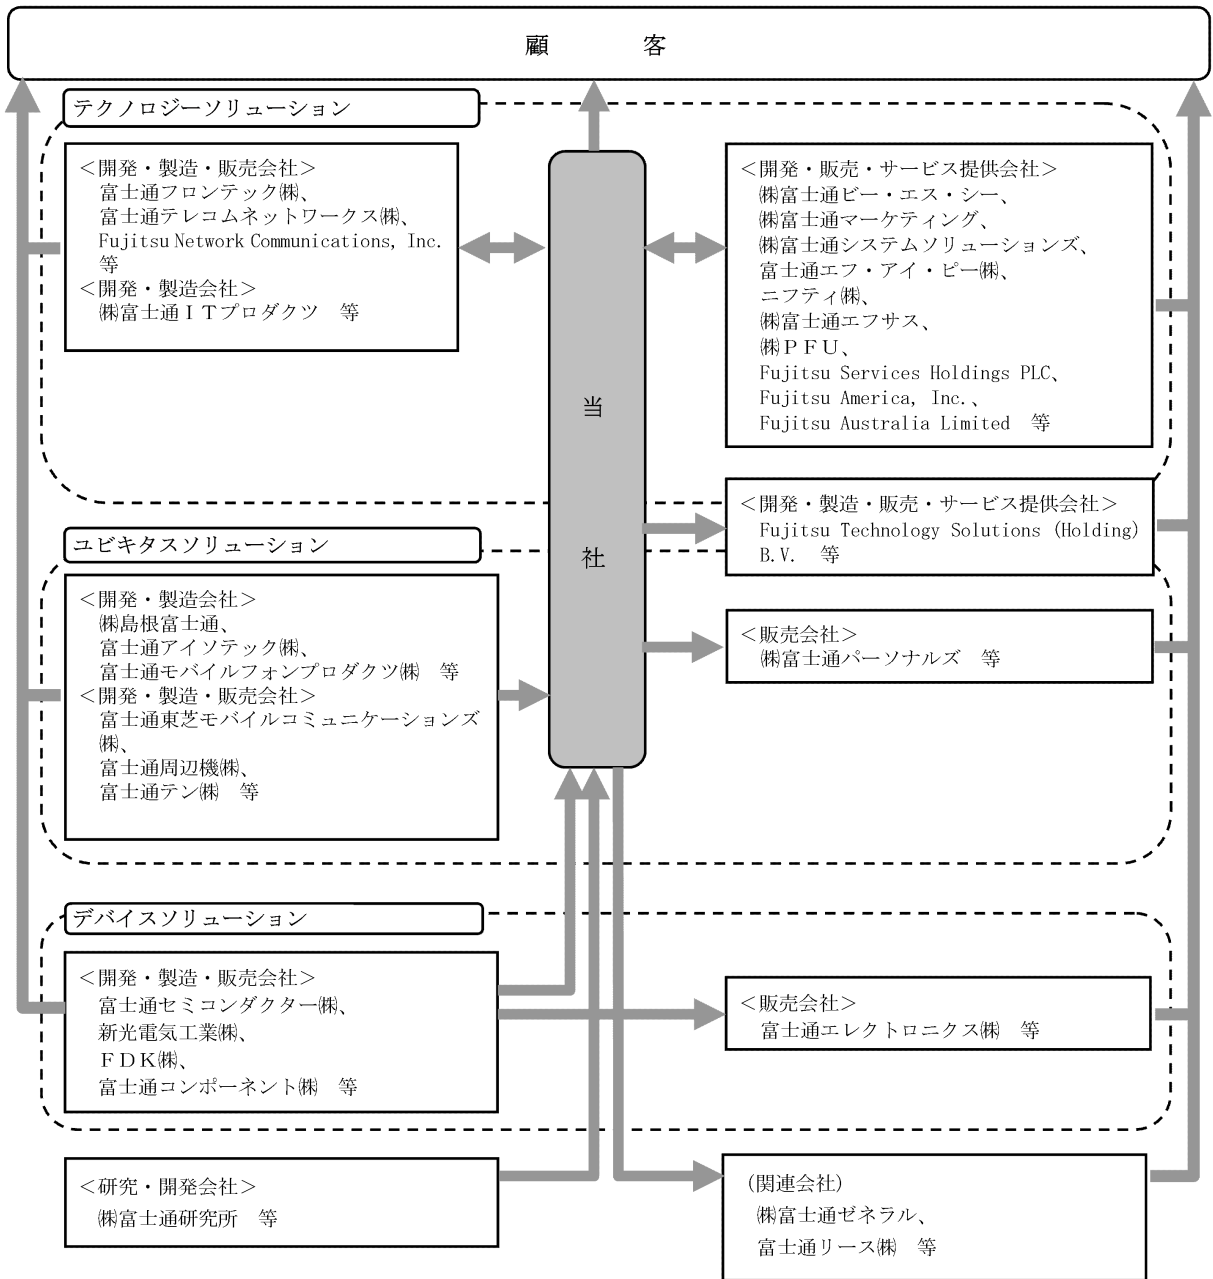 顧　客
テクノロジーソリューション
＜開発・製造・販売会社＞
富士通フロンテック㈱、
富士通テレコムネットワークス㈱、
Fujitsu Network Communications, Inc.
等
＜開発・製造会社＞
㈱富士通ＩＴプロダクツ　等
当
社
＜開発・販売・サービス提供会社＞
㈱富士通ビー・エス・シー、
㈱富士通マーケティング、
㈱富士通システムソリューションズ、
富士通エフ・アイ・ピー㈱、
ニフティ㈱、
㈱富士通エフサス、
㈱ＰＦＵ、
Fujitsu Services Holdings PLC、
Fujitsu America, Inc.、
Fujitsu Australia Limited　等
＜開発・製造・販売・サービス提供会社＞
Fujitsu Technology Solutions (Holding)
B.V.　等
ユビキタスソリューション
＜開発・製造会社＞
㈱島根富士通、
富士通アイソテック㈱、
富士通モバイルフォンプロダクツ㈱　等
＜開発・製造・販売会社＞
富士通東芝モバイルコミュニケーションズ
㈱、
富士通周辺機㈱、
富士通テン㈱　等
＜販売会社＞
㈱富士通パーソナルズ　等
デバイスソリューション
＜開発・製造・販売会社＞
富士通セミコンダクター㈱、
新光電気工業㈱、
ＦＤＫ㈱、
富士通コンポーネント㈱　等
＜販売会社＞
富士通エレクトロニクス㈱　等
＜研究・開発会社＞
㈱富士通研究所　等
（関連会社）
㈱富士通ゼネラル、
富士通リース㈱　等